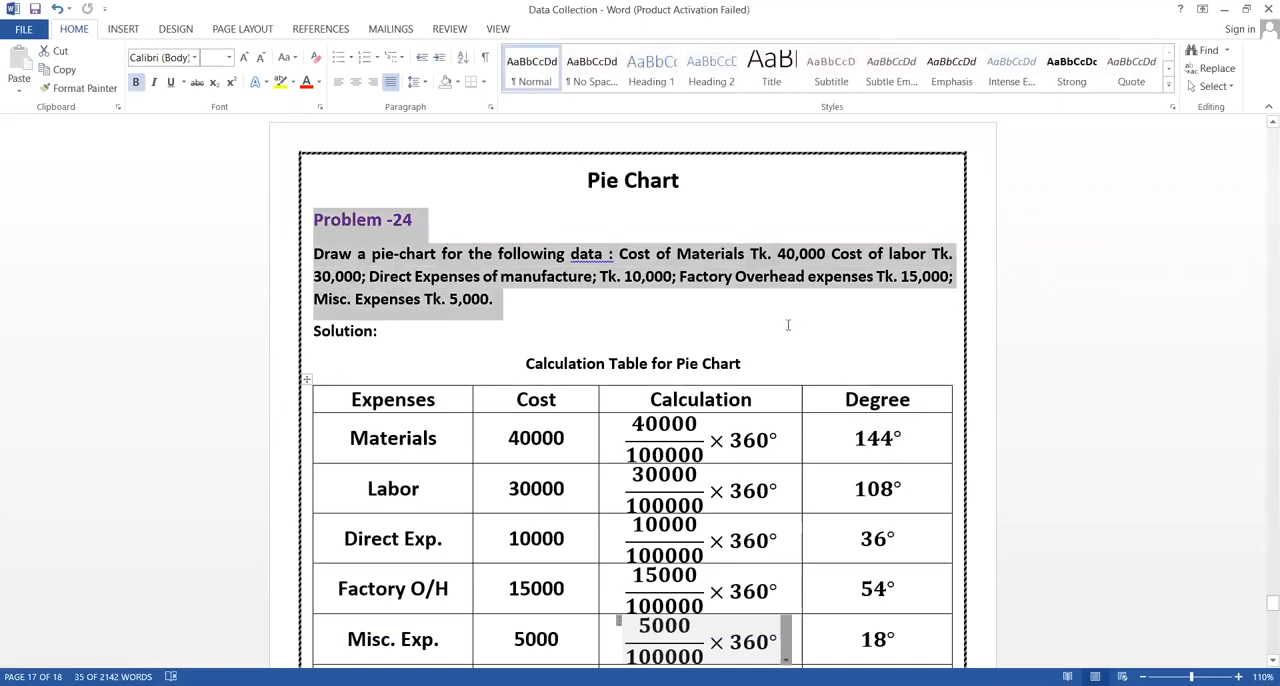 Data Collection - Word (Product Activation Failed)
FILE HOME INSERT DESIGN PAGE LAYOUT REFERENCES MAILINGS REVIEW VIEW Sign in
Paste Cut Copy Format Painter
Calibri (Body)
AaBbCcDd AaBbCcDd AaBbCc AaBbCcD AaBl AaBbCcD AaBbCcDd AaBbCcDd AaBbCcDd AaBbCcDc AaBbCcDd
¶ Normal ¶ No Spac... Heading 1 Heading 2 Title Subtitle Subtle Em... Emphasis Intense E... Strong Quote
Find Replace Select
Clipboard Font Paragraph Styles Editing
Pie Chart
Problem -24
Draw a pie-chart for the following data : Cost of Materials Tk. 40,000 Cost of labor Tk.
30,000; Direct Expenses of manufacture; Tk. 10,000; Factory Overhead expenses Tk. 15,000;
Misc. Expenses Tk. 5,000.
Solution:
Calculation Table for Pie Chart
Expenses Cost Calculation Degree
Materials 40000 40000/100000 × 360° 144°
Labor 30000 30000/100000 × 360° 108°
Direct Exp. 10000 10000/100000 × 360° 36°
Factory O/H 15000 15000/100000 × 360° 54°
Misc. Exp. 5000 5000/100000 × 360° 18°
PAGE 17 OF 18 35 OF 2142 WORDS 110%